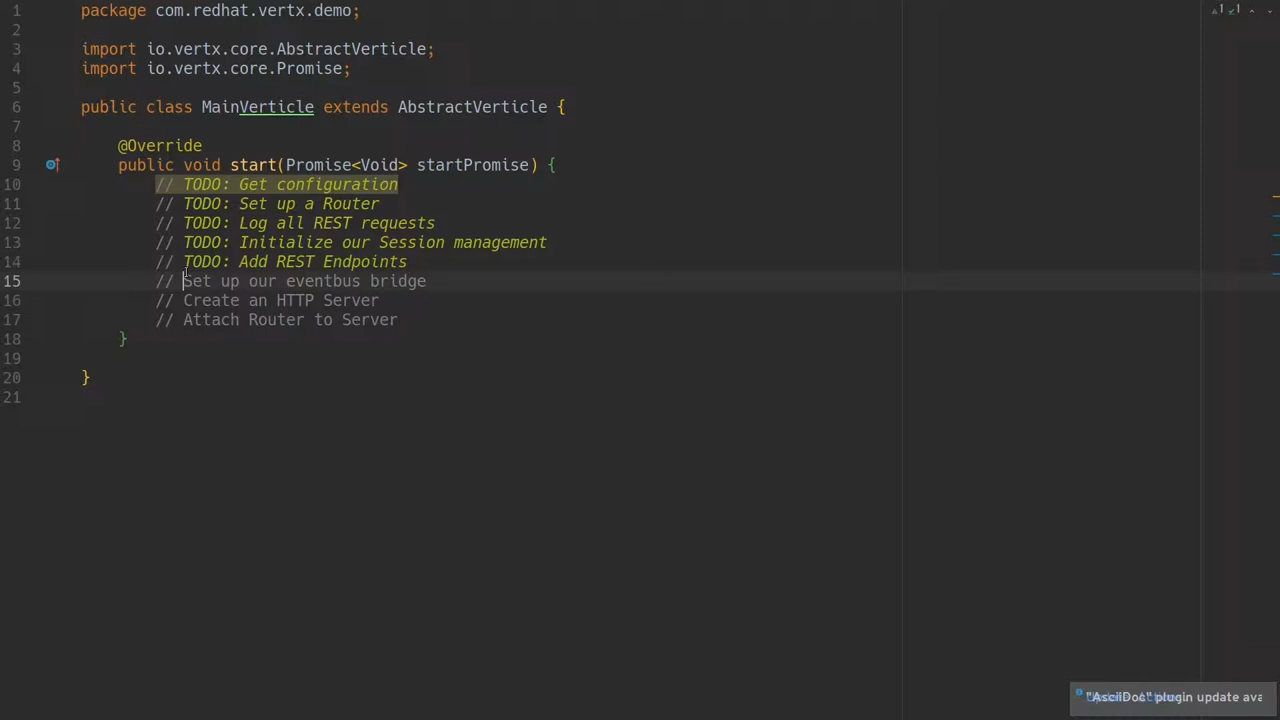 1 package com.redhat.vertx.demo;
2
3 import io.vertx.core.AbstractVerticle;
4 import io.vertx.core.Promise;
5
6 public class MainVerticle extends AbstractVerticle {
7
8 @Override
9 public void start(Promise<Void> startPromise) {
10 // TODO: Get configuration
11 // TODO: Set up a Router
12 // TODO: Log all REST requests
13 // TODO: Initialize our Session management
14 // TODO: Add REST Endpoints
15 // Set up our eventbus bridge
16 // Create an HTTP Server
17 // Attach Router to Server
18 }
19
20 }
21
1 1
"AsciiDoc" plugin update ava